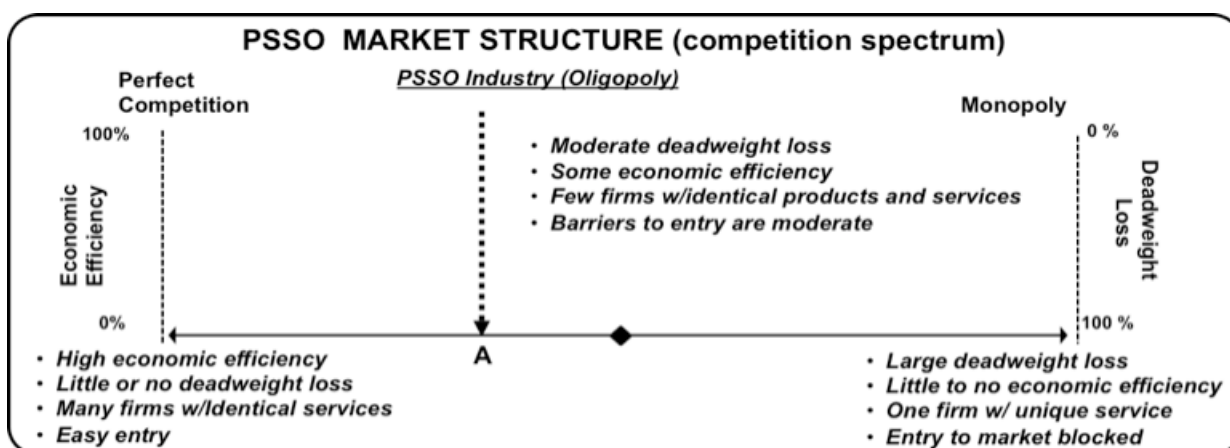 PSSO MARKET STRUCTURE (competition spectrum)
PSSO Industry (Oligopoly)
Perfect
Competition
Monopoly
100%
0 %
Economic
Efficiency
Deadweight
Loss
• Moderate deadweight loss
• Some economic efficiency
• Few firms w/identical products and services
• Barriers to entry are moderate
0%
100 %
A
• High economic efficiency
• Little or no deadweight loss
• Many firms w/Identical services
• Easy entry
• Large deadweight loss
• Little to no economic efficiency
• One firm w/ unique service
• Entry to market blocked